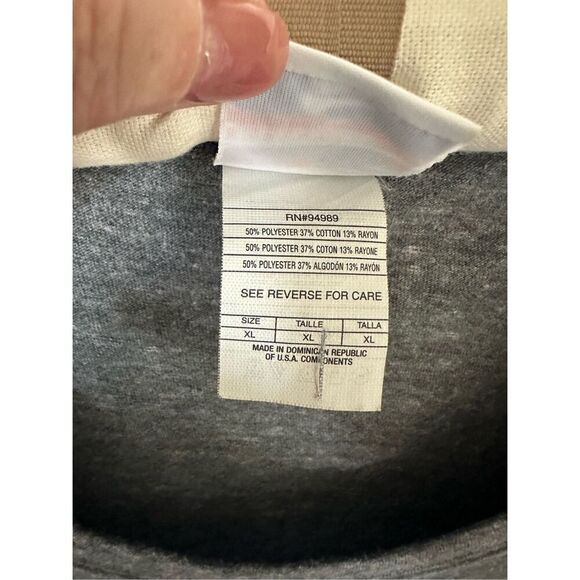 RN#94989
50% POLYESTER 37% COTTON 13% RAYON
50% POLYESTER 37% COTON 13% RAYONE
50% POLYESTER 37% ALGODÓN 13% RAYÓN
SEE REVERSE FOR CARE
SIZE TAILLE TALLA
XL XL XL
MADE IN DOMINICAN REPUBLIC
OF U.S.A. COMPONENTS